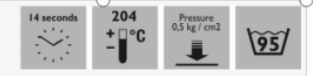 14 seconds
204
+ °C
-
Pressure
0,5 kg / cm2
95